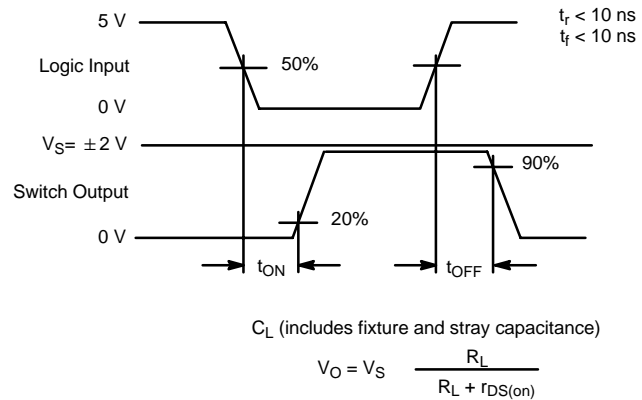 5 V
t_r < 10 ns
t_f < 10 ns
Logic Input
50%
0 V
V_S = ± 2 V
90%
Switch Output
20%
0 V
t_ON
t_OFF
C_L (includes fixture and stray capacitance)
V_O = V_S
R_L
R_L + r_DS(on)